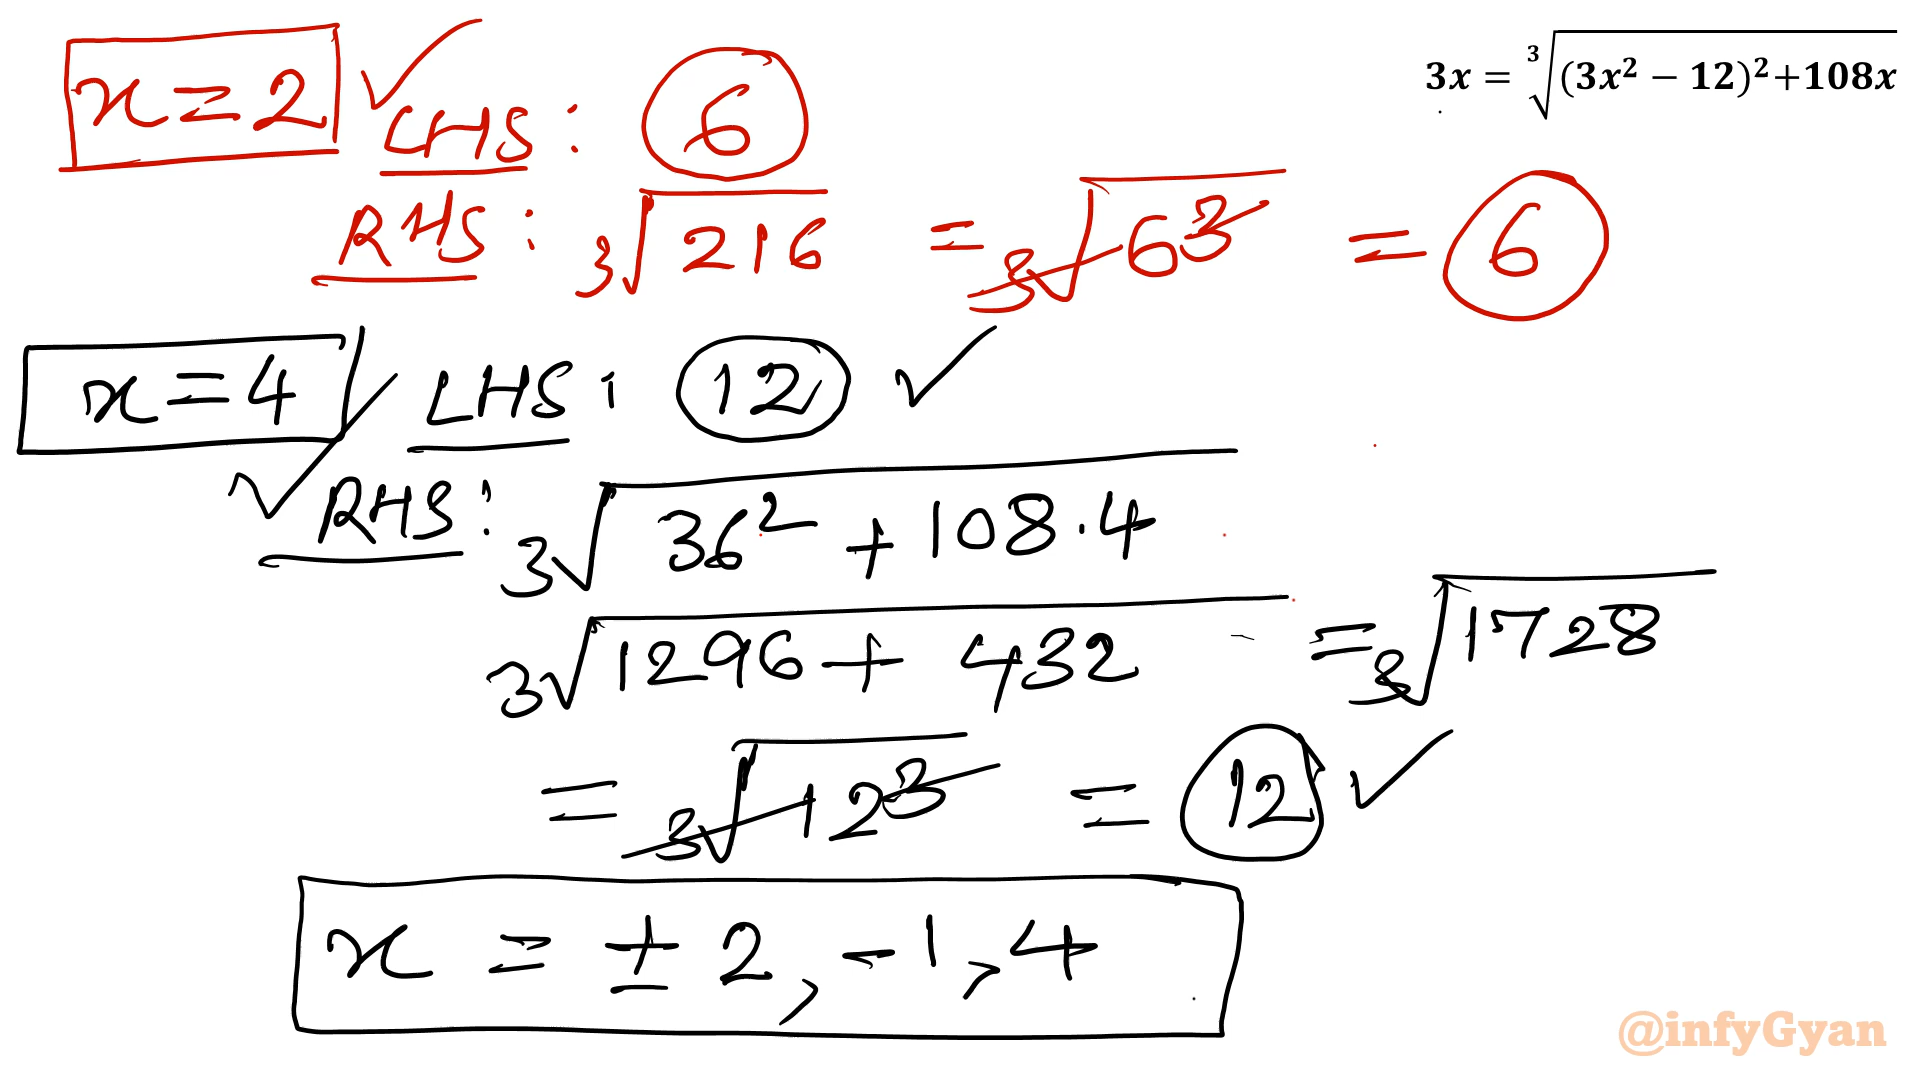 3x = ∛((3x² − 12)²+108x)
x = 2 ✓ LHS : 6
RHS : ∛216 = ∛6³ = 6
x = 4 ✓ LHS : 12 ✓
✓ RHS : ∛(36² + 108·4)
∛(1296 + 432) = ∛1728
= ∛12³ = 12 ✓
x = ± 2, −1, 4
@infyGyan